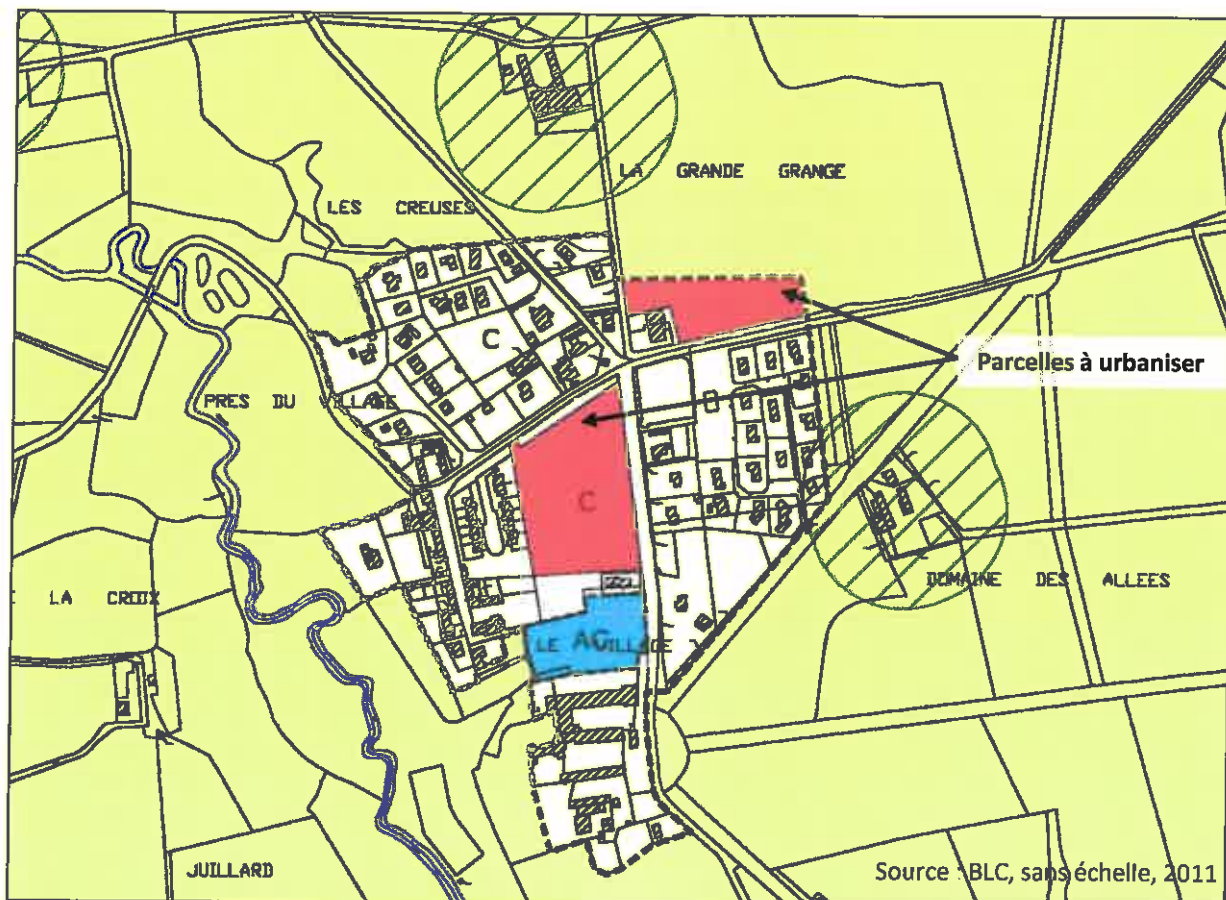 LA GRANDE GRANGE
LES CREUSES
C
Parcelles à urbaniser
PRES DU VILLAGE
C
DOMAINE DES ALLEES
LA CROIX
LE VILLAGE
AC
JUILLARD
Source : BLC, sans échelle, 2011